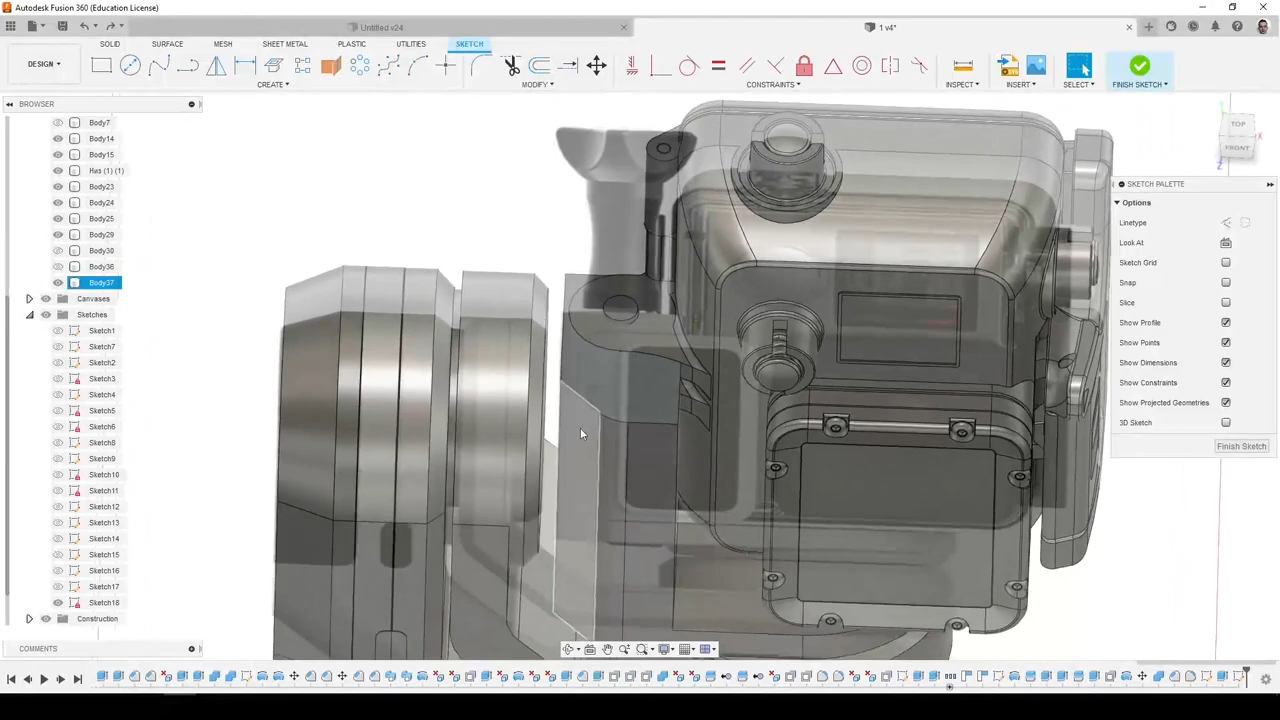 Autodesk Fusion 360 (Education License)
Untitled v24
1 v4*
SOLID
SURFACE
MESH
SHEET METAL
PLASTIC
UTILITIES
SKETCH
DESIGN
CREATE
MODIFY
CONSTRAINTS
INSPECT
INSERT
SELECT
FINISH SKETCH
BROWSER
Body7
Body14
Body15
Низ (1) (1)
Body23
Body24
Body25
Body29
Body30
Body36
Body37
Canvases
Sketches
Sketch1
Sketch7
Sketch2
Sketch3
Sketch4
Sketch5
Sketch6
Sketch8
Sketch9
Sketch10
Sketch11
Sketch12
Sketch13
Sketch14
Sketch15
Sketch16
Sketch17
Sketch18
Construction
COMMENTS
TOP
FRONT
SKETCH PALETTE
Options
Linetype
Look At
Sketch Grid
Snap
Slice
Show Profile
Show Points
Show Dimensions
Show Constraints
Show Projected Geometries
3D Sketch
Finish Sketch